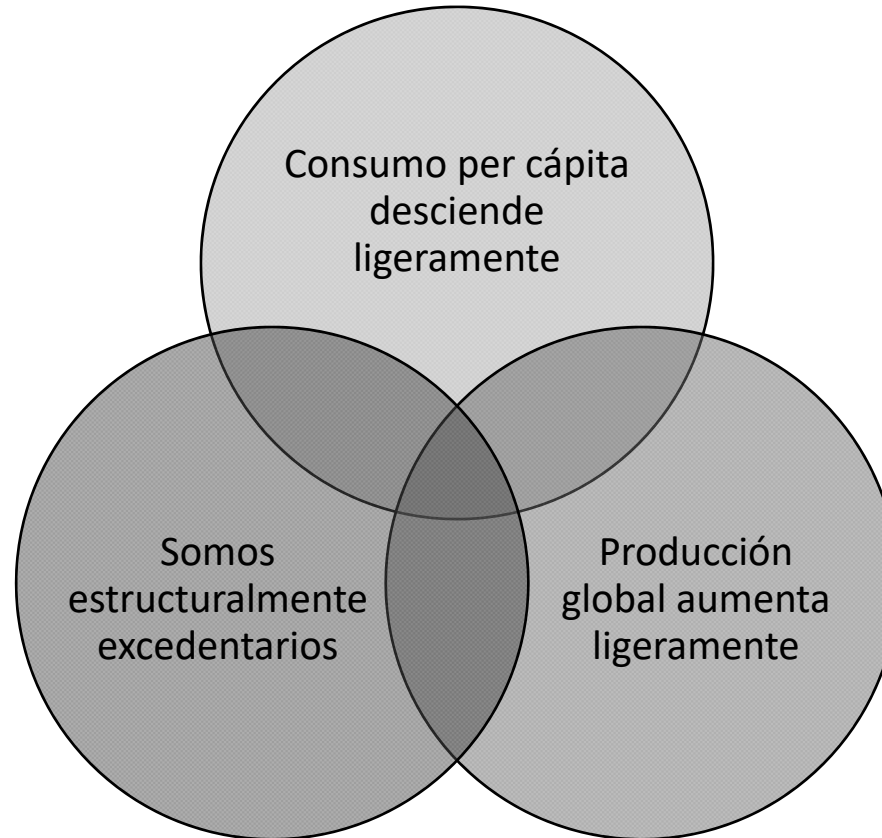 Consumo per cápita
desciende
ligeramente
Somos
estructuralmente
excedentarios
Producción
global aumenta
ligeramente